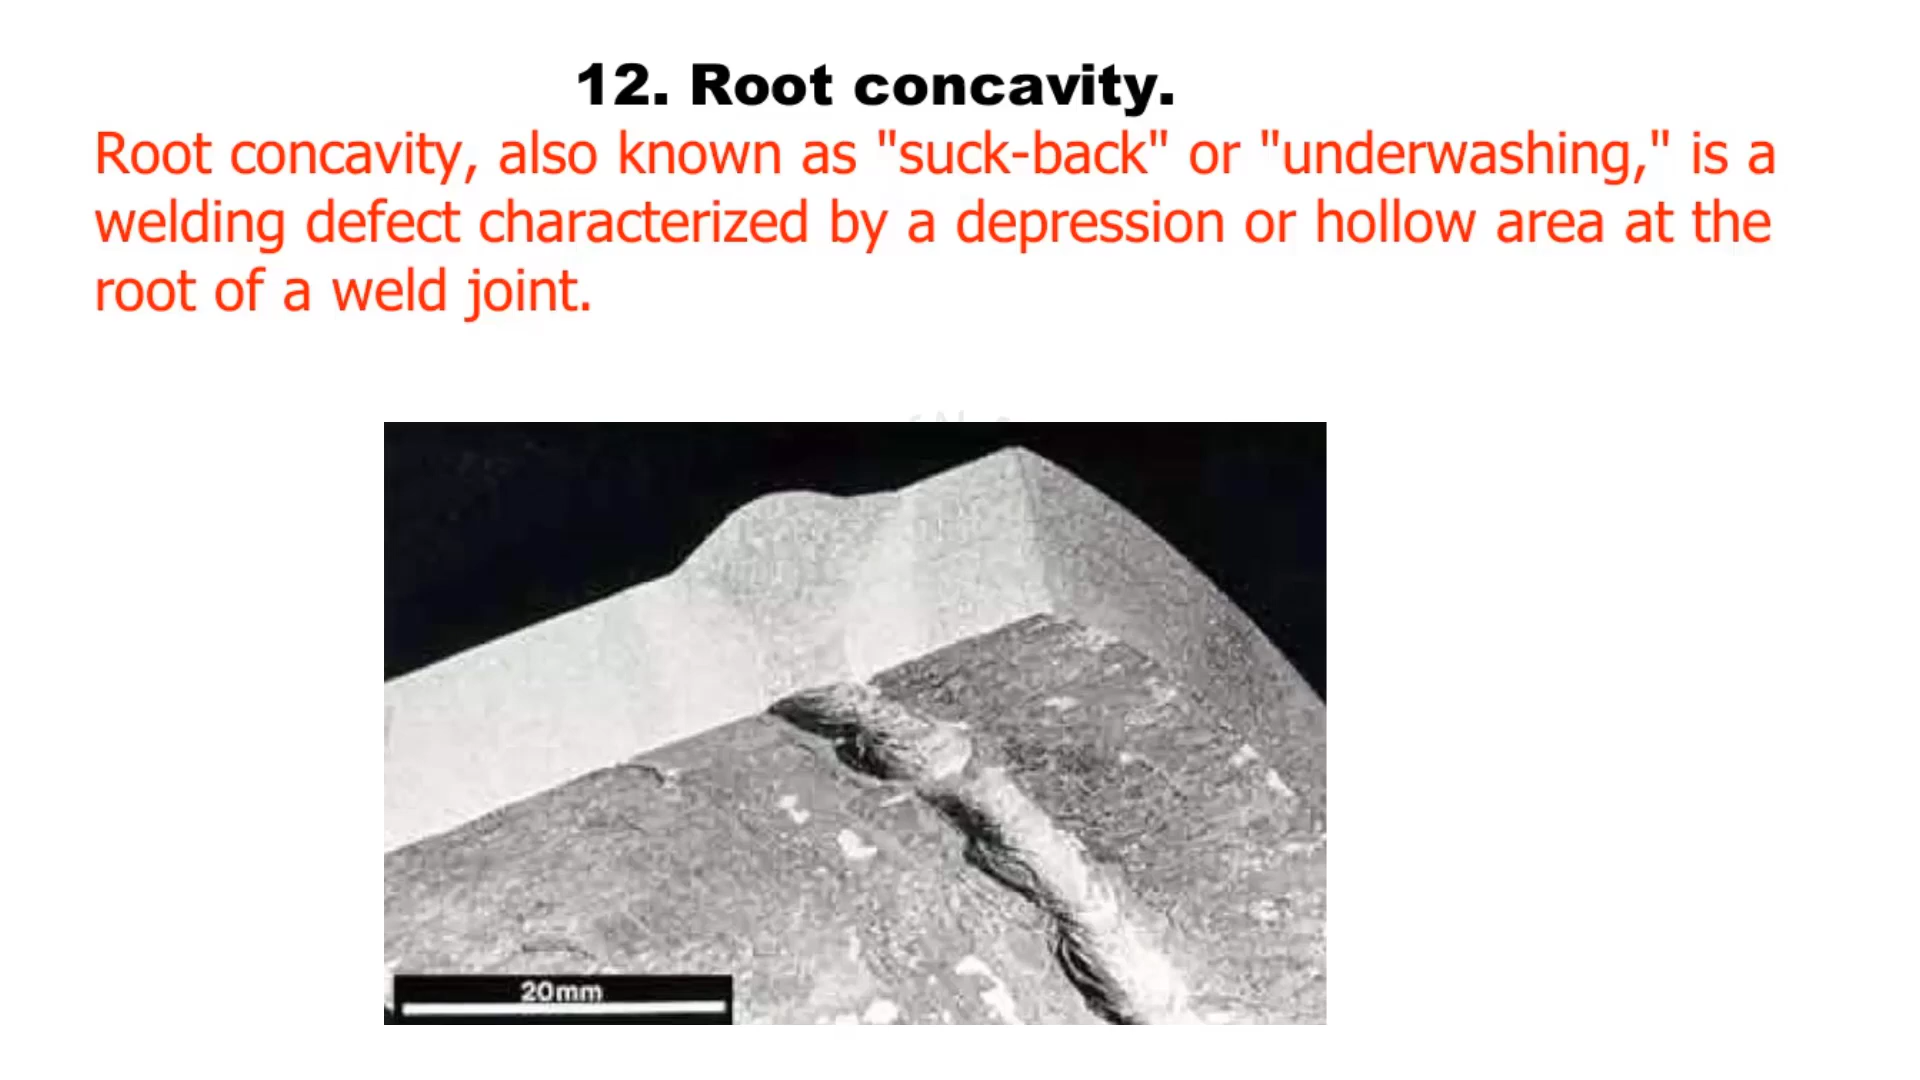 12. Root concavity.
Root concavity, also known as "suck-back" or "underwashing," is a
welding defect characterized by a depression or hollow area at the
root of a weld joint.
20mm